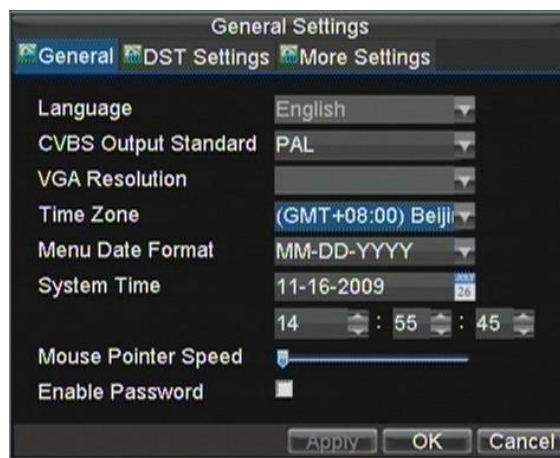 General Settings
General DST Settings More Settings
Language English
CVBS Output Standard PAL
VGA Resolution
Time Zone (GMT+08:00) Beiji
Menu Date Format MM-DD-YYYY
System Time 11-16-2009
JULY
26
14 : 55 : 45
Mouse Pointer Speed
Enable Password
Apply OK Cancel